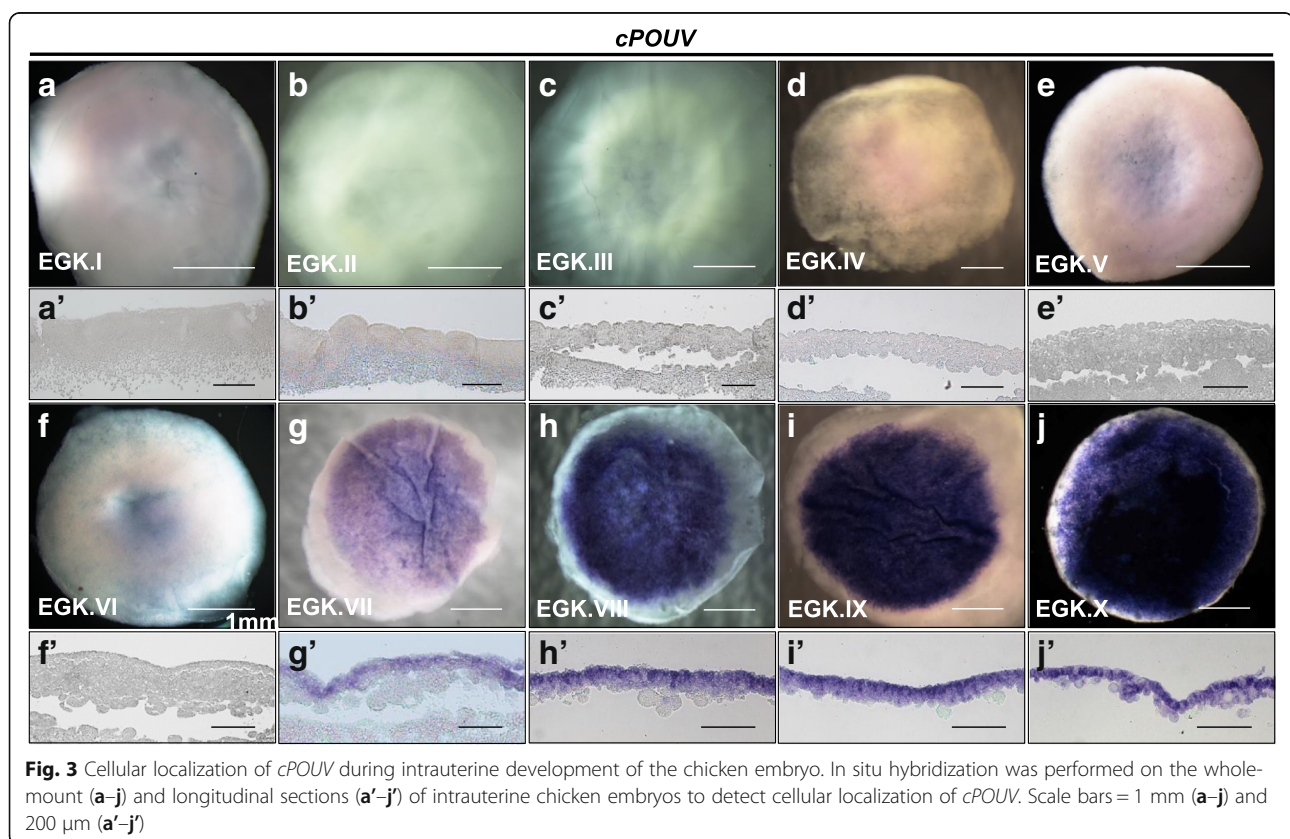 cPOUV
a b c d e
EGK.I EGK.II EGK.III EGK.IV EGK.V
a' b' c' d' e'
f g h i j
EGK.VI EGK.VII EGK.VIII EGK.IX EGK.X
1mm
f' g' h' i' j'
Fig. 3 Cellular localization of cPOUV during intrauterine development of the chicken embryo. In situ hybridization was performed on the whole-
mount (a–j) and longitudinal sections (a′–j′) of intrauterine chicken embryos to detect cellular localization of cPOUV. Scale bars = 1 mm (a–j) and
200 μm (a′–j′)